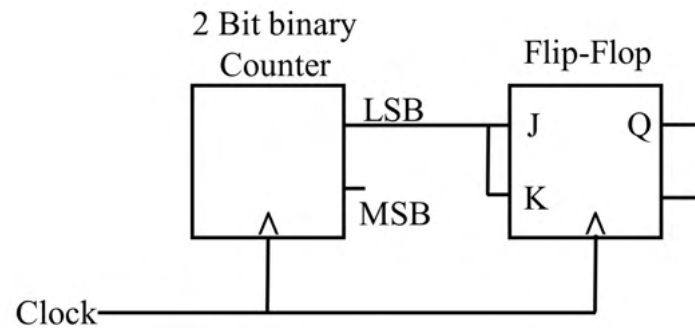 2 Bit binary
Counter
Flip-Flop
LSB
J
Q
K
MSB
Clock